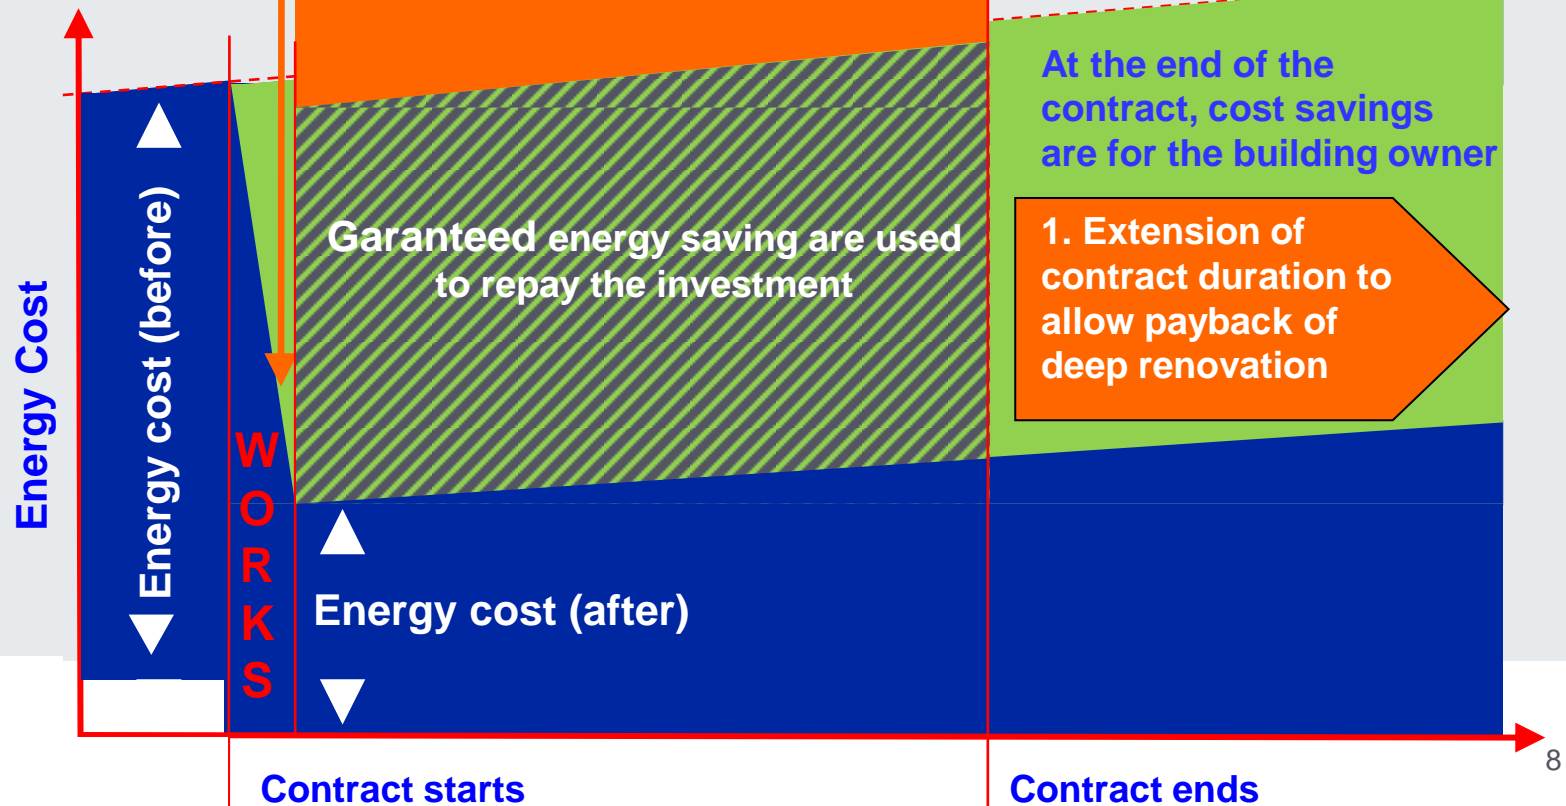 Energy Cost
Energy cost (before)
WORKS
Garanteed energy saving are used
to repay the investment
Energy cost (after)
At the end of the
contract, cost savings
are for the building owner
1. Extension of
contract duration to
allow payback of
deep renovation
Contract starts
Contract ends
8